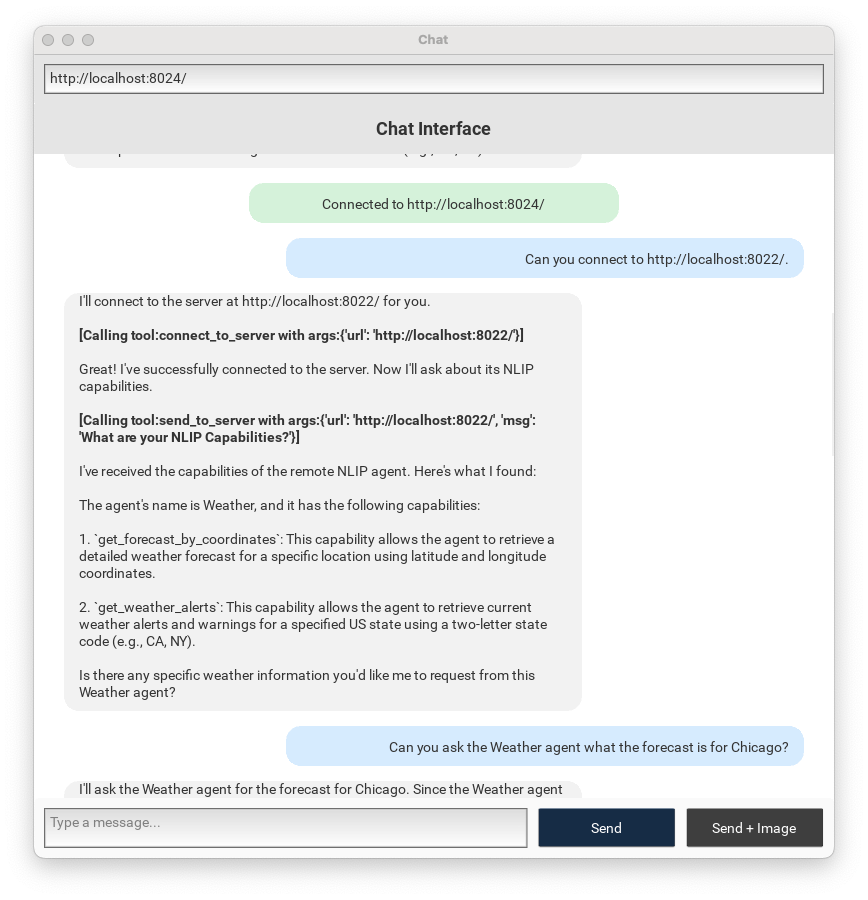 Chat
http://localhost:8024/
Chat Interface
Connected to http://localhost:8024/
Can you connect to http://localhost:8022/.
I'll connect to the server at http://localhost:8022/ for you.
[Calling tool:connect_to_server with args:{'url': 'http://localhost:8022/'}]
Great! I've successfully connected to the server. Now I'll ask about its NLIP
capabilities.
[Calling tool:send_to_server with args:{'url': 'http://localhost:8022/', 'msg':
'What are your NLIP Capabilities?'}]
I've received the capabilities of the remote NLIP agent. Here's what I found:
The agent's name is Weather, and it has the following capabilities:
1. `get_forecast_by_coordinates`: This capability allows the agent to retrieve a
detailed weather forecast for a specific location using latitude and longitude
coordinates.
2. `get_weather_alerts`: This capability allows the agent to retrieve current
weather alerts and warnings for a specified US state using a two-letter state
code (e.g., CA, NY).
Is there any specific weather information you'd like me to request from this
Weather agent?
Can you ask the Weather agent what the forecast is for Chicago?
I'll ask the Weather agent for the forecast for Chicago. Since the Weather agent
Type a message...
Send
Send + Image